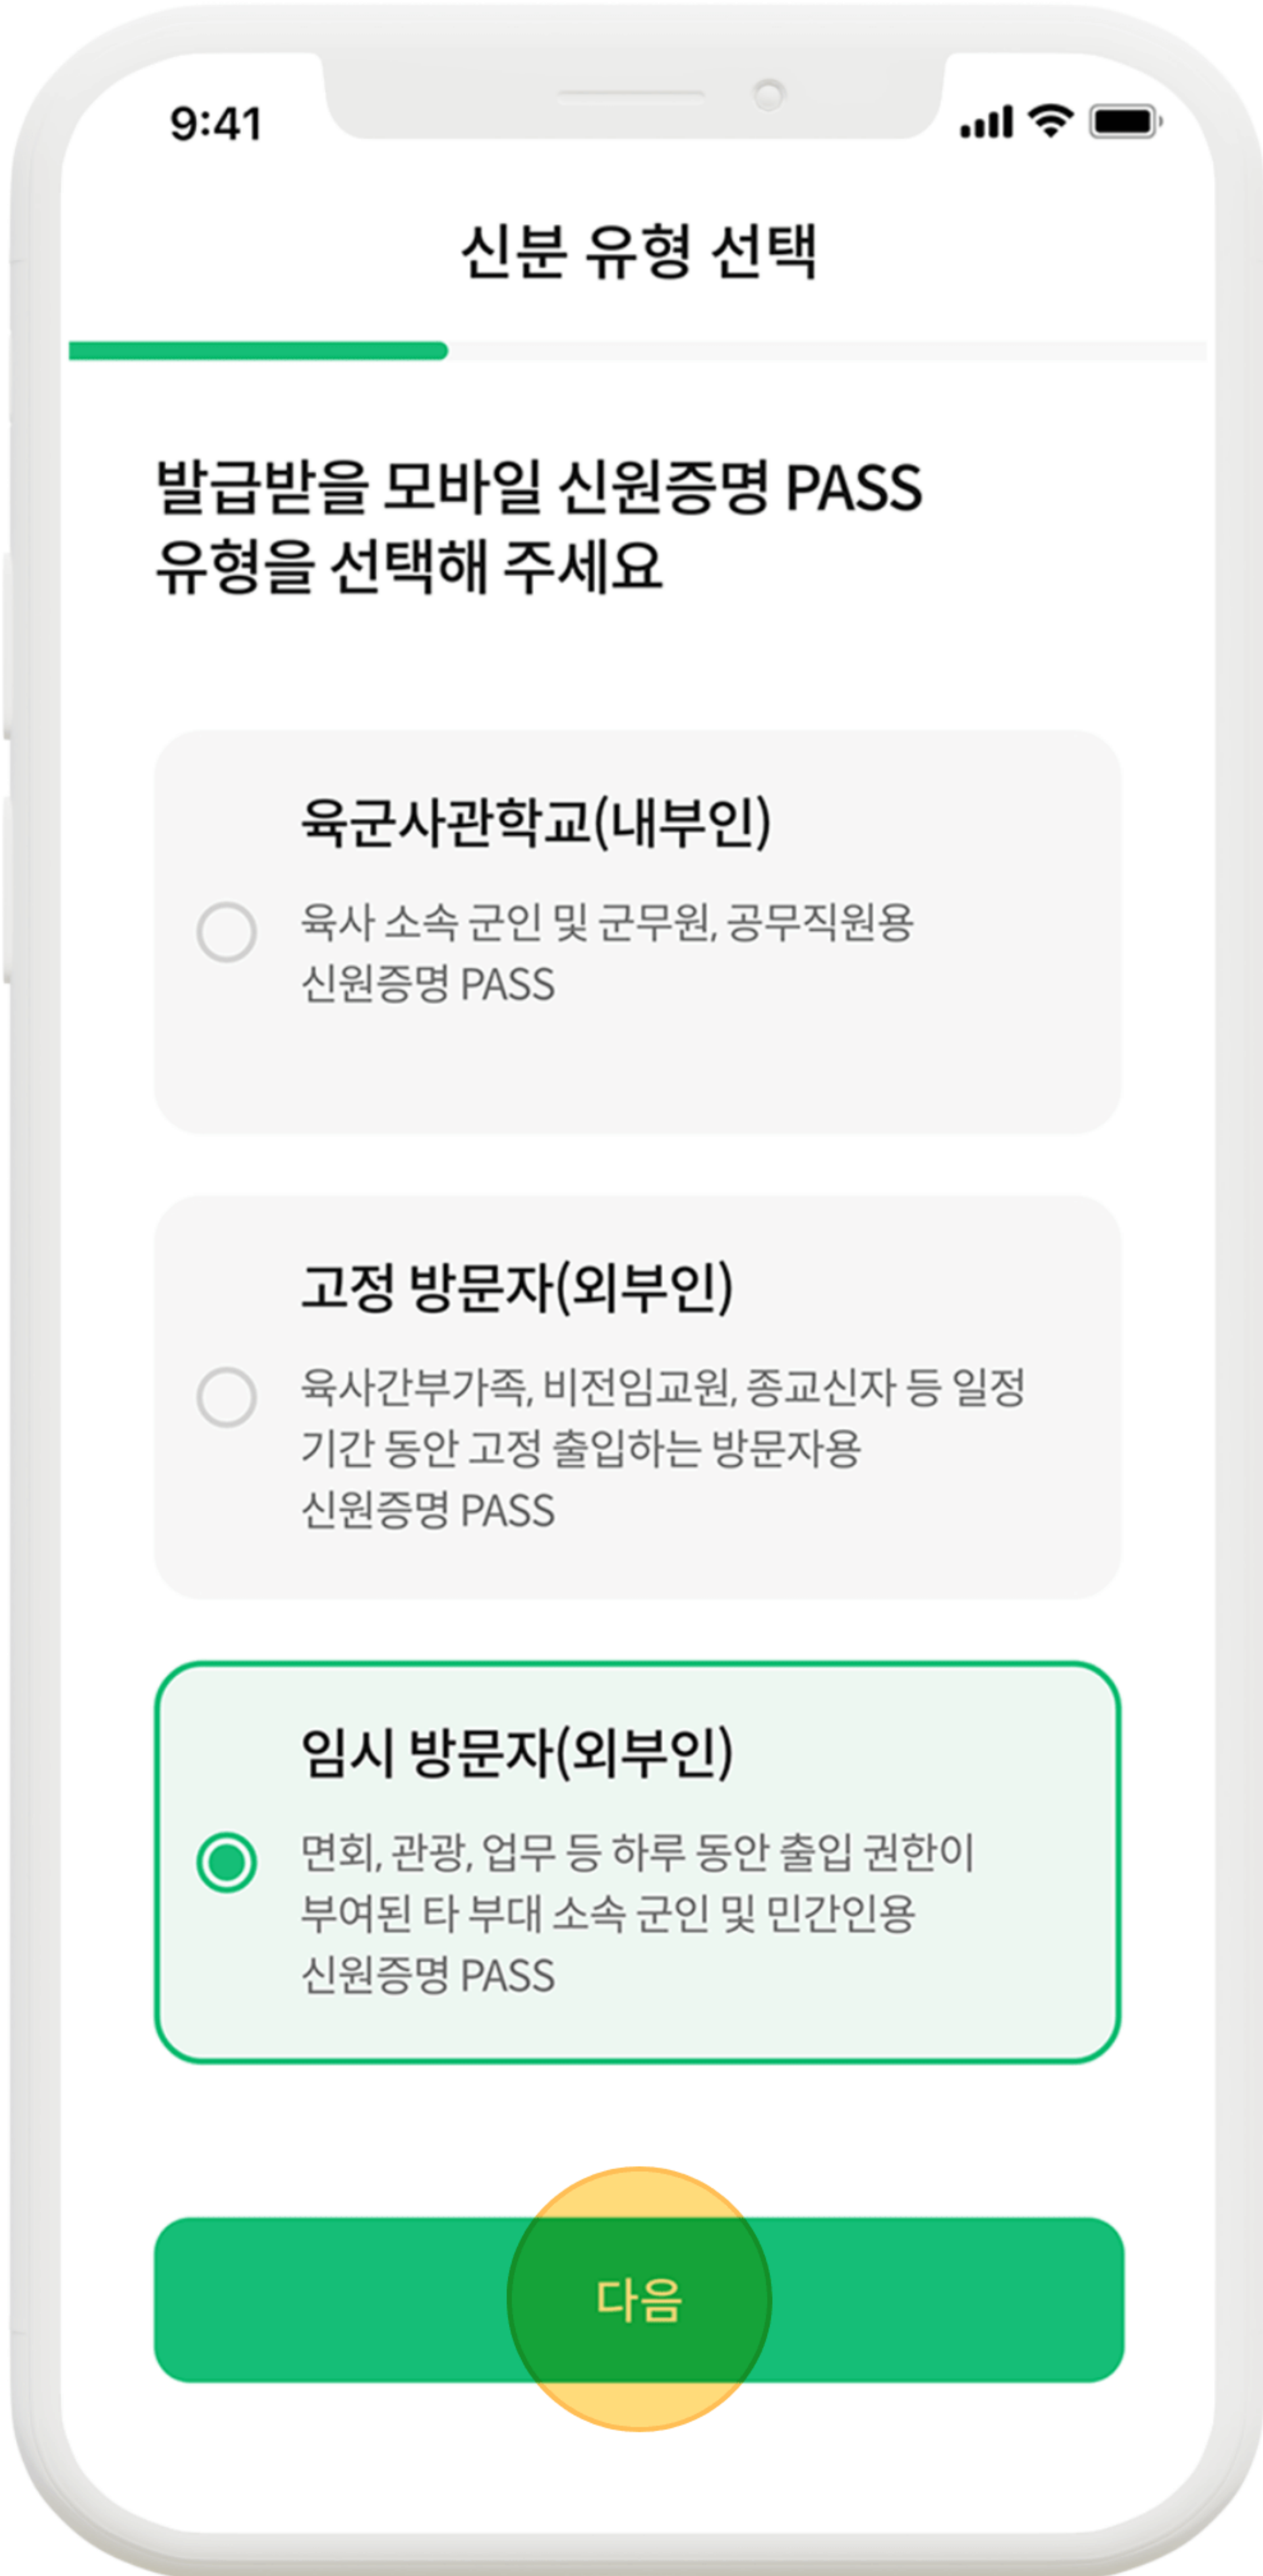 9:41
신분 유형 선택
발급받을 모바일 신원증명 PASS
유형을 선택해 주세요
육군사관학교(내부인)
육사 소속 군인 및 군무원, 공무직원용
신원증명 PASS
고정 방문자(외부인)
육사간부가족, 비전임교원, 종교신자 등 일정
기간 동안 고정 출입하는 방문자용
신원증명 PASS
임시 방문자(외부인)
면회, 관광, 업무 등 하루 동안 출입 권한이
부여된 타 부대 소속 군인 및 민간인용
신원증명 PASS
다음